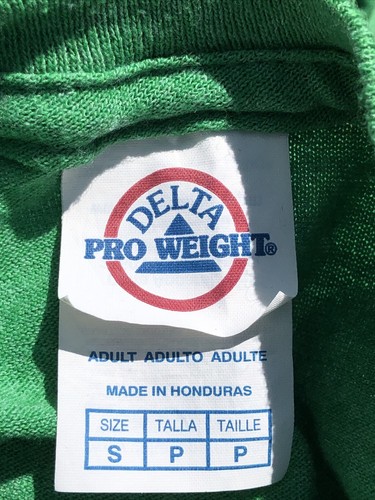 DELTA
PRO WEIGHT®
ADULT ADULTO ADULTE
MADE IN HONDURAS
SIZE TALLA TAILLE
S P P